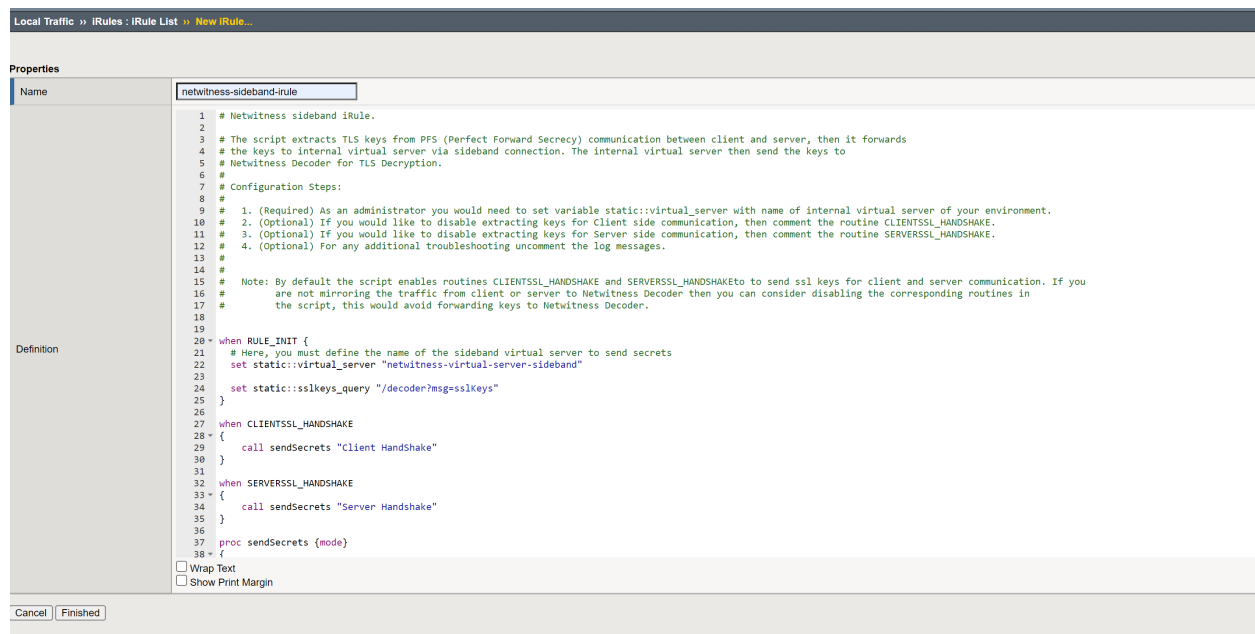 Local Traffic ›› iRules : iRule List ›› New iRule...
Properties
Name
netwitness-sideband-irule
Definition
1 # Netwitness sideband iRule.
2
3 # The script extracts TLS keys from PFS (Perfect Forward Secrecy) communication between client and server, then it forwards
4 # the keys to internal virtual server via sideband connection. The internal virtual server then send the keys to
5 # Netwitness Decoder for TLS Decryption.
6 #
7 # Configuration Steps:
8 #
9 #   1. (Required) As an administrator you would need to set variable static::virtual_server with name of internal virtual server of your environment.
10 #   2. (Optional) If you would like to disable extracting keys for Client side communication, then comment the routine CLIENTSSL_HANDSHAKE.
11 #   3. (Optional) If you would like to disable extracting keys for Server side communication, then comment the routine SERVERSSL_HANDSHAKE.
12 #   4. (Optional) For any additional troubleshooting uncomment the log messages.
13 #
14 #
15 #   Note: By default the script enables routines CLIENTSSL_HANDSHAKE and SERVERSSL_HANDSHAKEto to send ssl keys for client and server communication. If you
16 #         are not mirroring the traffic from client or server to Netwitness Decoder then you can consider disabling the corresponding routines in
17 #         the script, this would avoid forwarding keys to Netwitness Decoder.
18
19
20 when RULE_INIT {
21   # Here, you must define the name of the sideband virtual server to send secrets
22   set static::virtual_server "netwitness-virtual-server-sideband"
23
24   set static::sslkeys_query "/decoder?msg=sslKeys"
25 }
26
27 when CLIENTSSL_HANDSHAKE
28 {
29     call sendSecrets "Client HandShake"
30 }
31
32 when SERVERSSL_HANDSHAKE
33 {
34     call sendSecrets "Server Handshake"
35 }
36
37 proc sendSecrets {mode}
38 {
Wrap Text
Show Print Margin
Cancel Finished